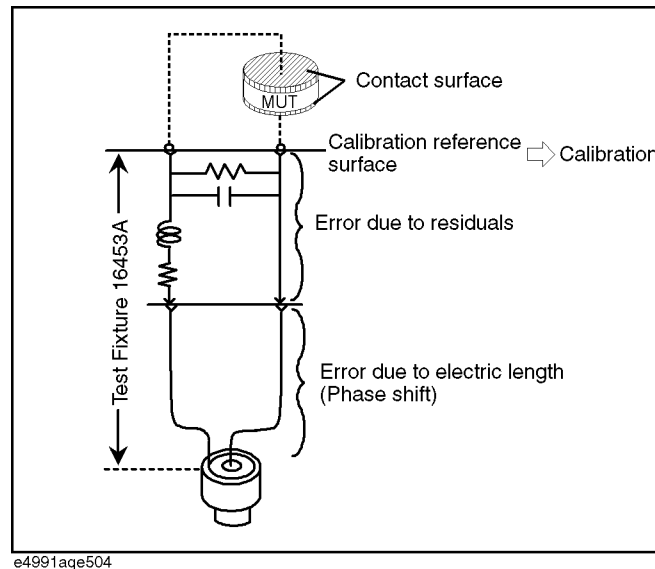 Contact surface
MUT
Calibration reference
surface
Calibration
Error due to residuals
Test Fixture 16453A
Error due to electric length
(Phase shift)
e4991age504